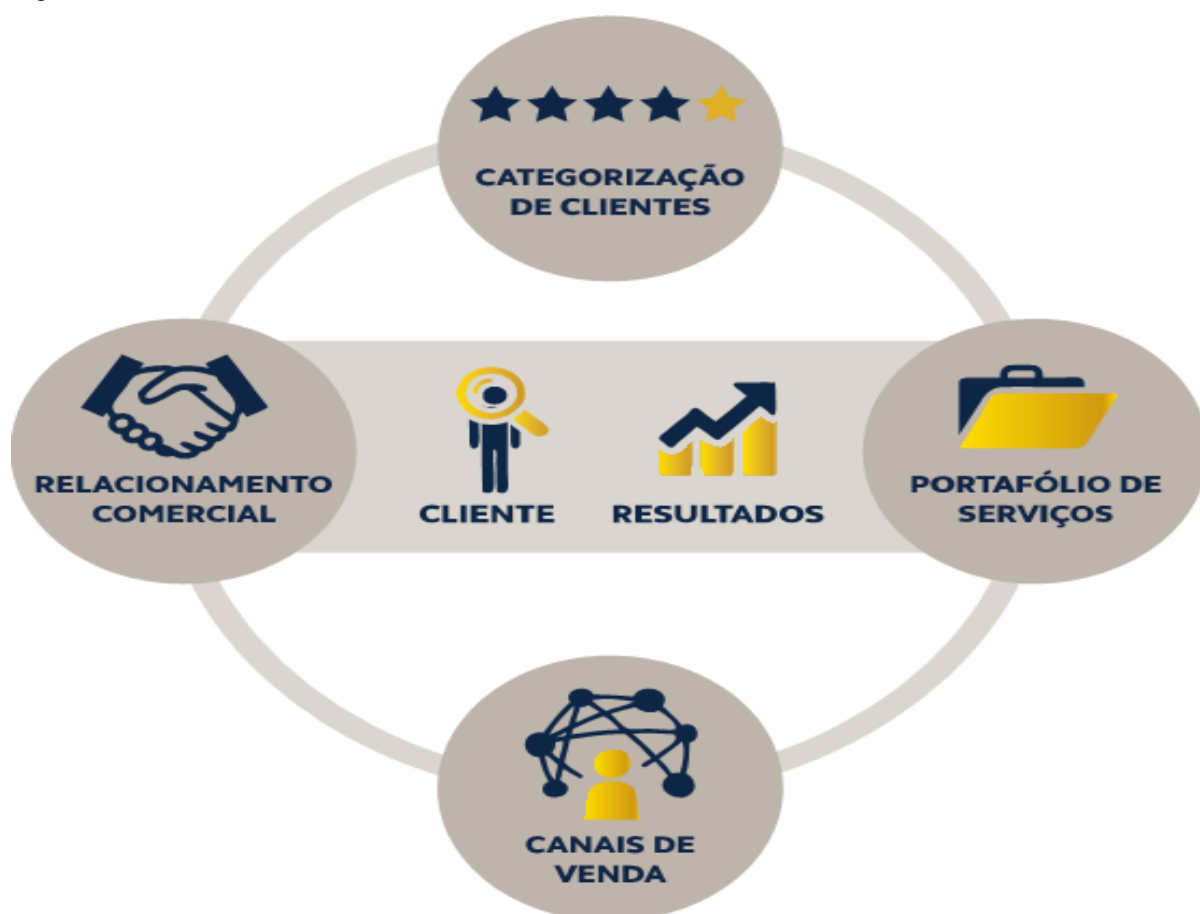 CATEGORIZAÇÃO
DE CLIENTES
RELACIONAMENTO
COMERCIAL
CLIENTE
RESULTADOS
PORTAFÓLIO DE
SERVIÇOS
CANAIS DE
VENDA